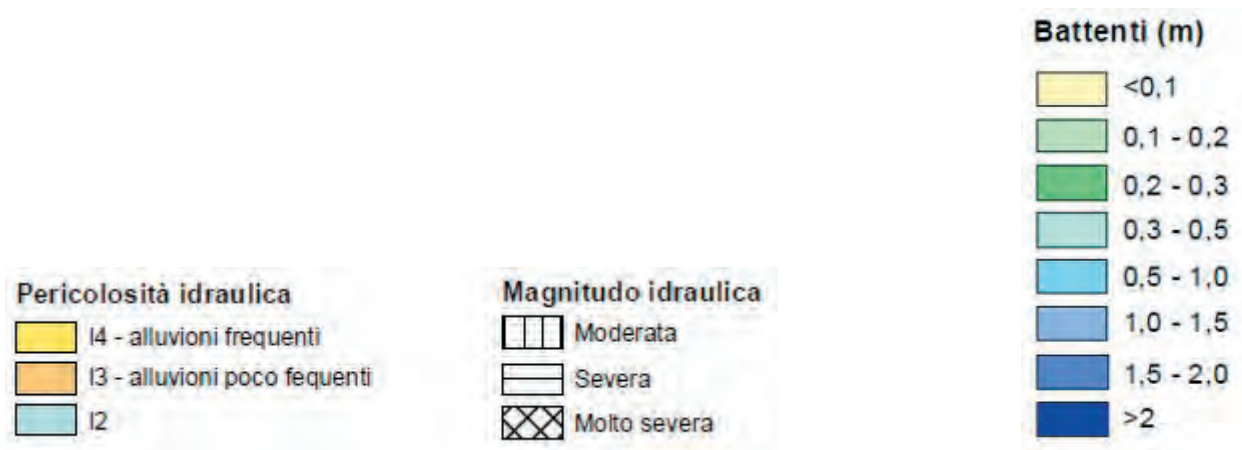 Pericolosità idraulica
I4 - alluvioni frequenti
I3 - alluvioni poco fequenti
I2
Magnitudo idraulica
Moderata
Severa
Molto severa
Battenti (m)
<0,1
0,1 - 0,2
0,2 - 0,3
0,3 - 0,5
0,5 - 1,0
1,0 - 1,5
1,5 - 2,0
>2